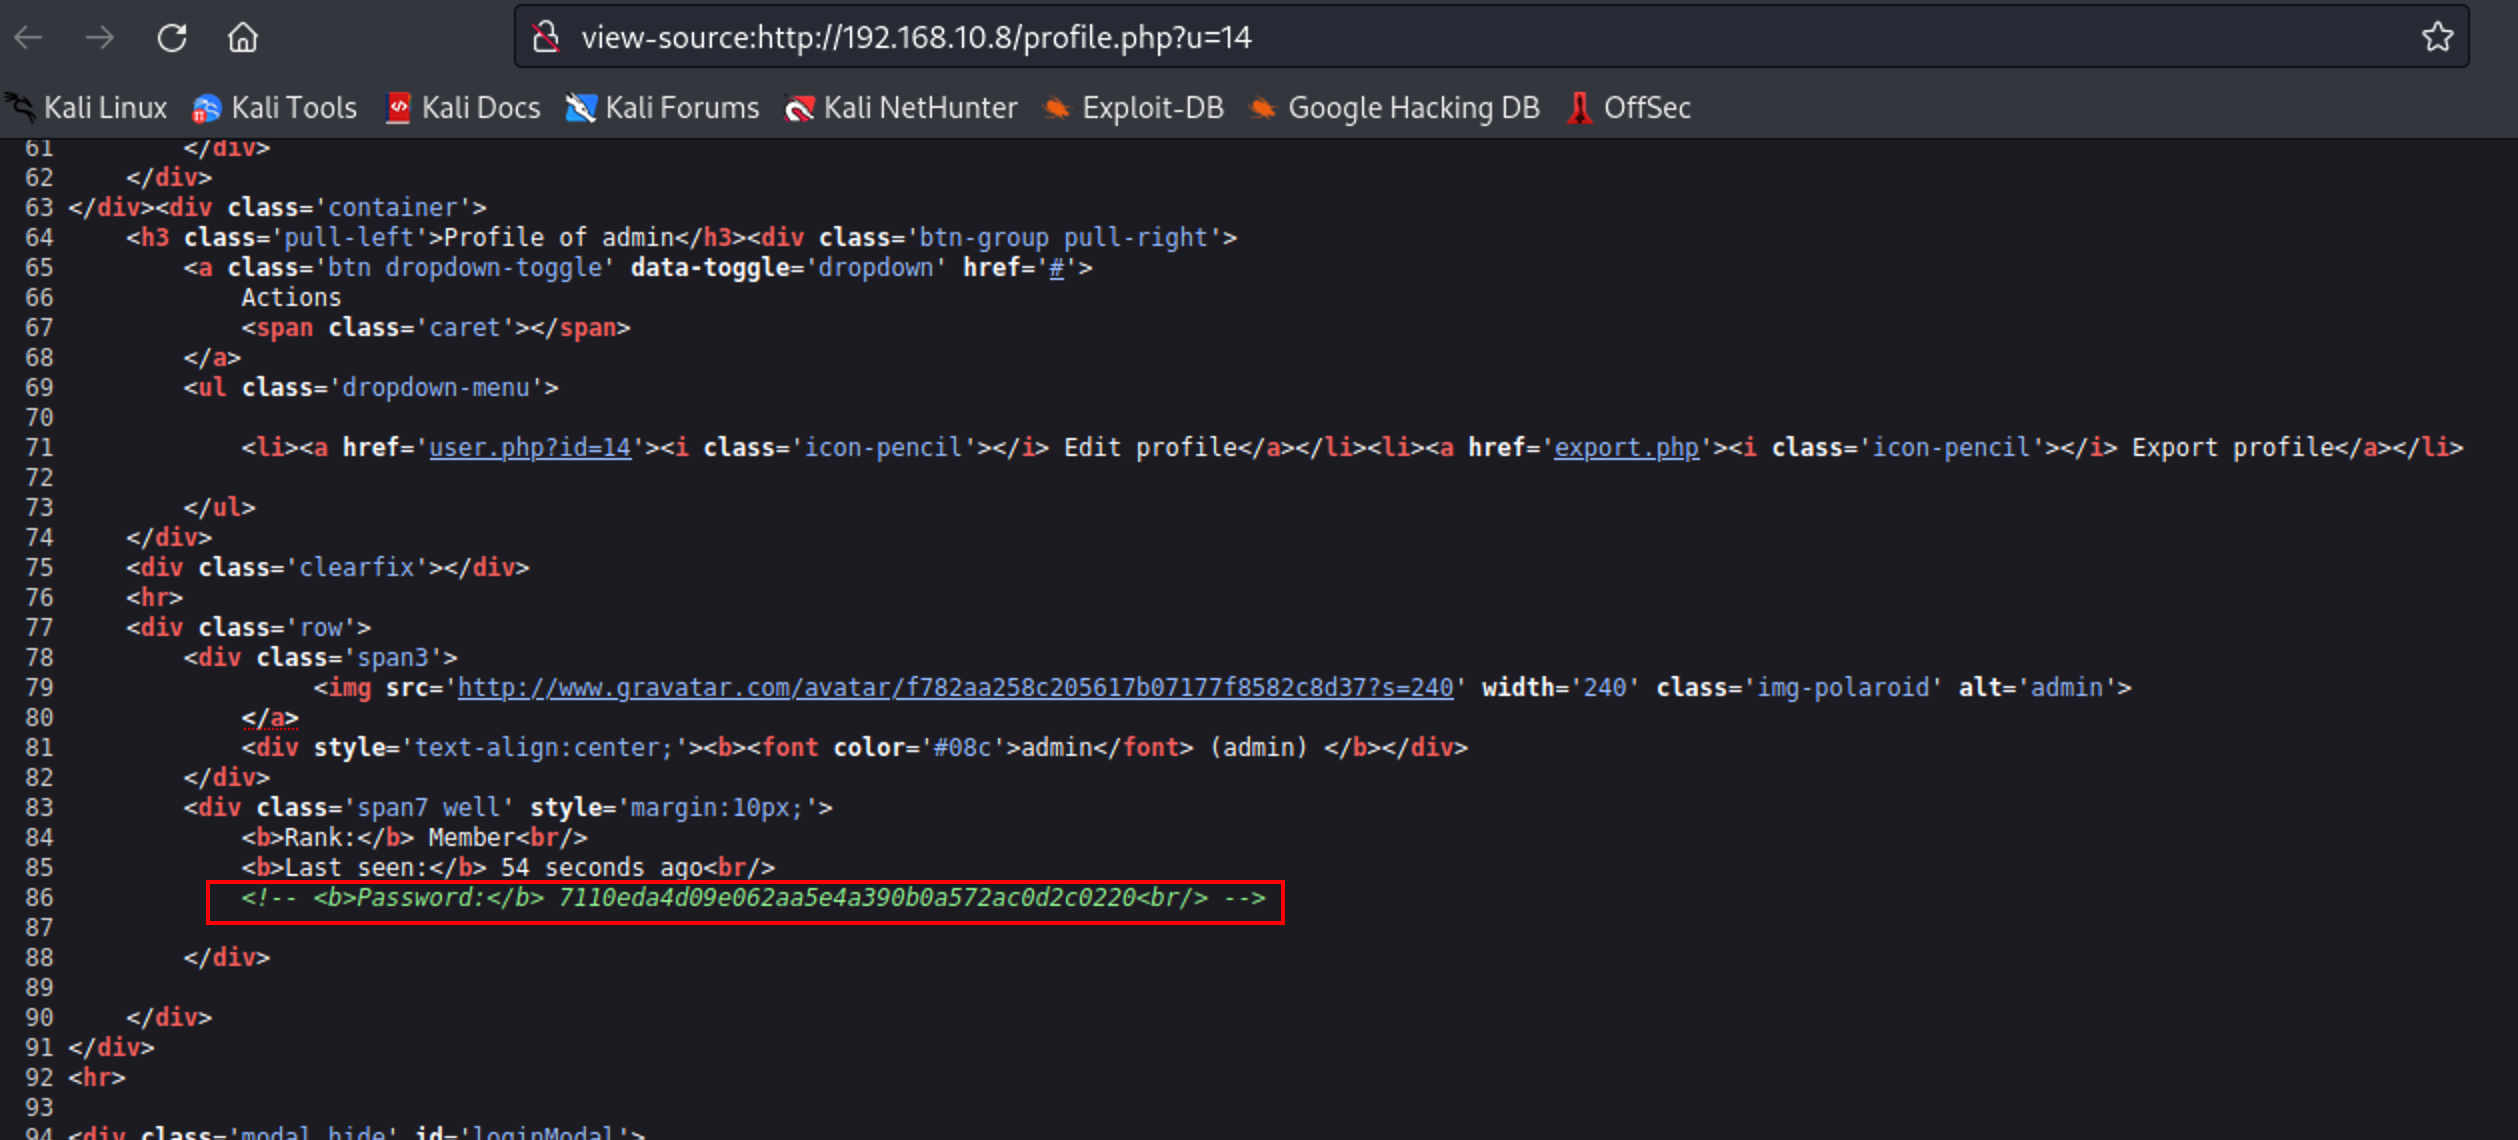 view-source:http://192.168.10.8/profile.php?u=14
Kali Linux Kali Tools Kali Docs Kali Forums Kali NetHunter Exploit-DB Google Hacking DB OffSec
61 </div>
62 </div>
63 </div><div class='container'>
64 <h3 class='pull-left'>Profile of admin</h3><div class='btn-group pull-right'>
65 <a class='btn dropdown-toggle' data-toggle='dropdown' href='#'>
66 Actions
67 <span class='caret'></span>
68 </a>
69 <ul class='dropdown-menu'>
70
71 <li><a href='user.php?id=14'><i class='icon-pencil'></i> Edit profile</a></li><li><a href='export.php'><i class='icon-pencil'></i> Export profile</a></li>
72
73 </ul>
74 </div>
75 <div class='clearfix'></div>
76 <hr>
77 <div class='row'>
78 <div class='span3'>
79 <img src='http://www.gravatar.com/avatar/f782aa258c205617b07177f8582c8d37?s=240' width='240' class='img-polaroid' alt='admin'>
80 </a>
81 <div style='text-align:center;'><b><font color='#08c'>admin</font> (admin) </b></div>
82 </div>
83 <div class='span7 well' style='margin:10px;'>
84 <b>Rank:</b> Member<br/>
85 <b>Last seen:</b> 54 seconds ago<br/>
86 <!-- <b>Password:</b> 7110eda4d09e062aa5e4a390b0a572ac0d2c0220<br/> -->
87
88 </div>
89
90 </div>
91 </div>
92 <hr>
93
94 <div class='modal hide' id='loginModal'>